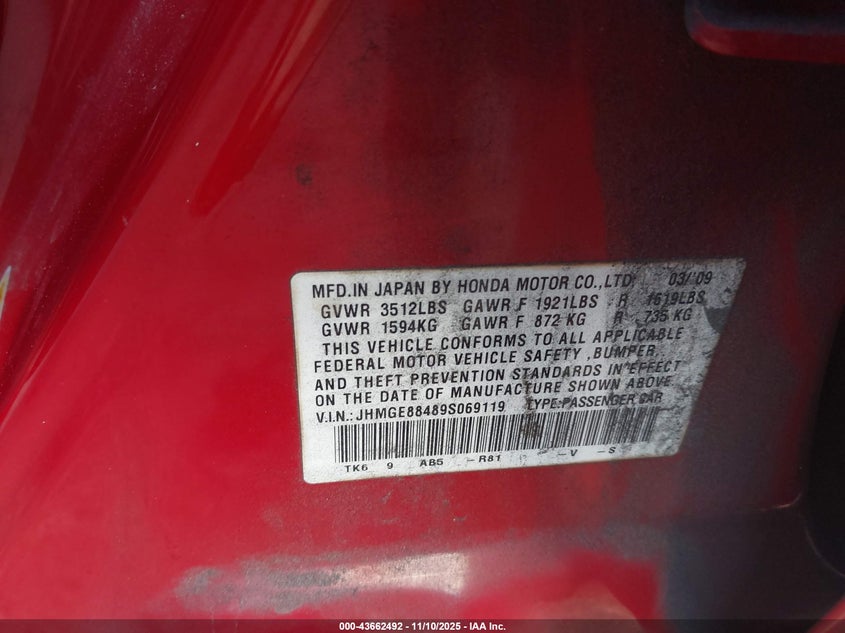 MFD.IN JAPAN BY HONDA MOTOR CO.,LTD 03/'09
GVWR 3512LBS GAWR F 1921LBS R 1619LBS
GVWR 1594KG GAWR F 872 KG R 735 KG
THIS VEHICLE CONFORMS TO ALL APPLICABLE
FEDERAL MOTOR VEHICLE SAFETY ,BUMPER,
AND THEFT PREVENTION STANDARDS IN EFFECT
ON THE DATE OF MANUFACTURE SHOWN ABOVE.
V.I.N.: JHMGE88489S069119 TYPE:PASSENGER CAR
TK6 9 AB5 -R81 -V -S
000-43662492 - 11/10/2025 - IAA Inc.